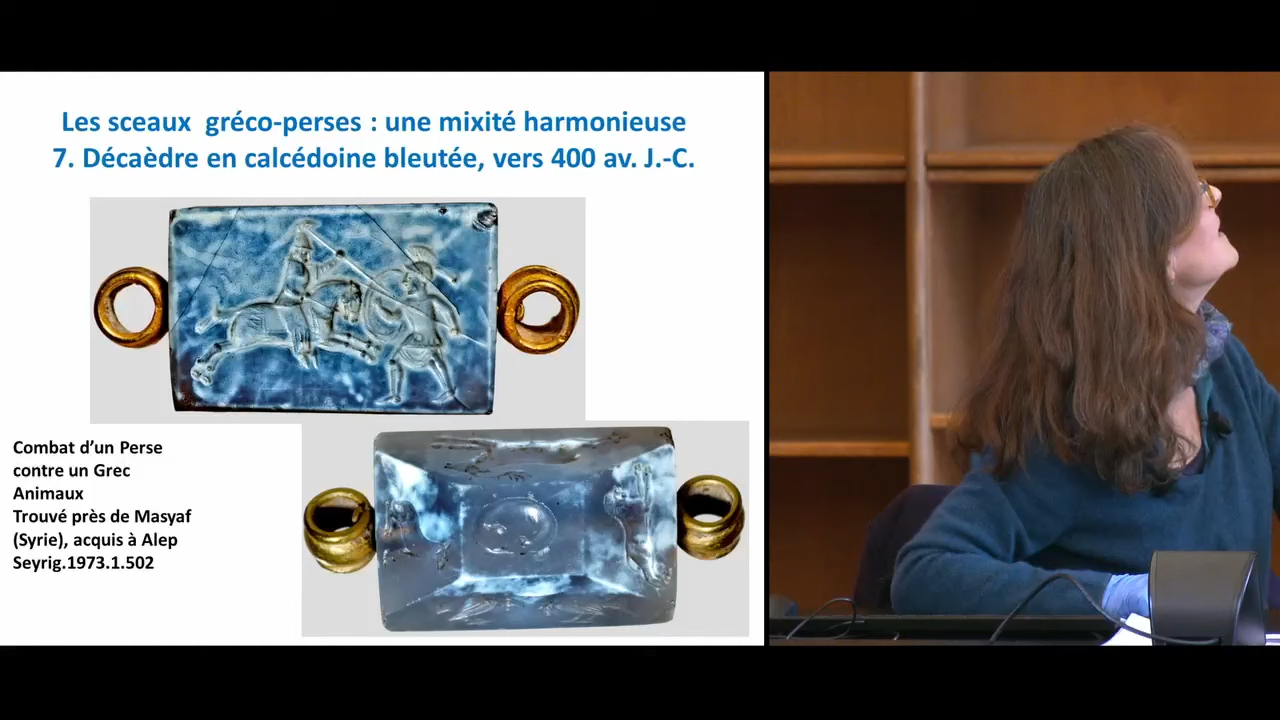 Les sceaux gréco-perses : une mixité harmonieuse
7. Décaèdre en calcédoine bleutée, vers 400 av. J.-C.
Combat d’un Perse
contre un Grec
Animaux
Trouvé près de Masyaf
(Syrie), acquis à Alep
Seyrig.1973.1.502